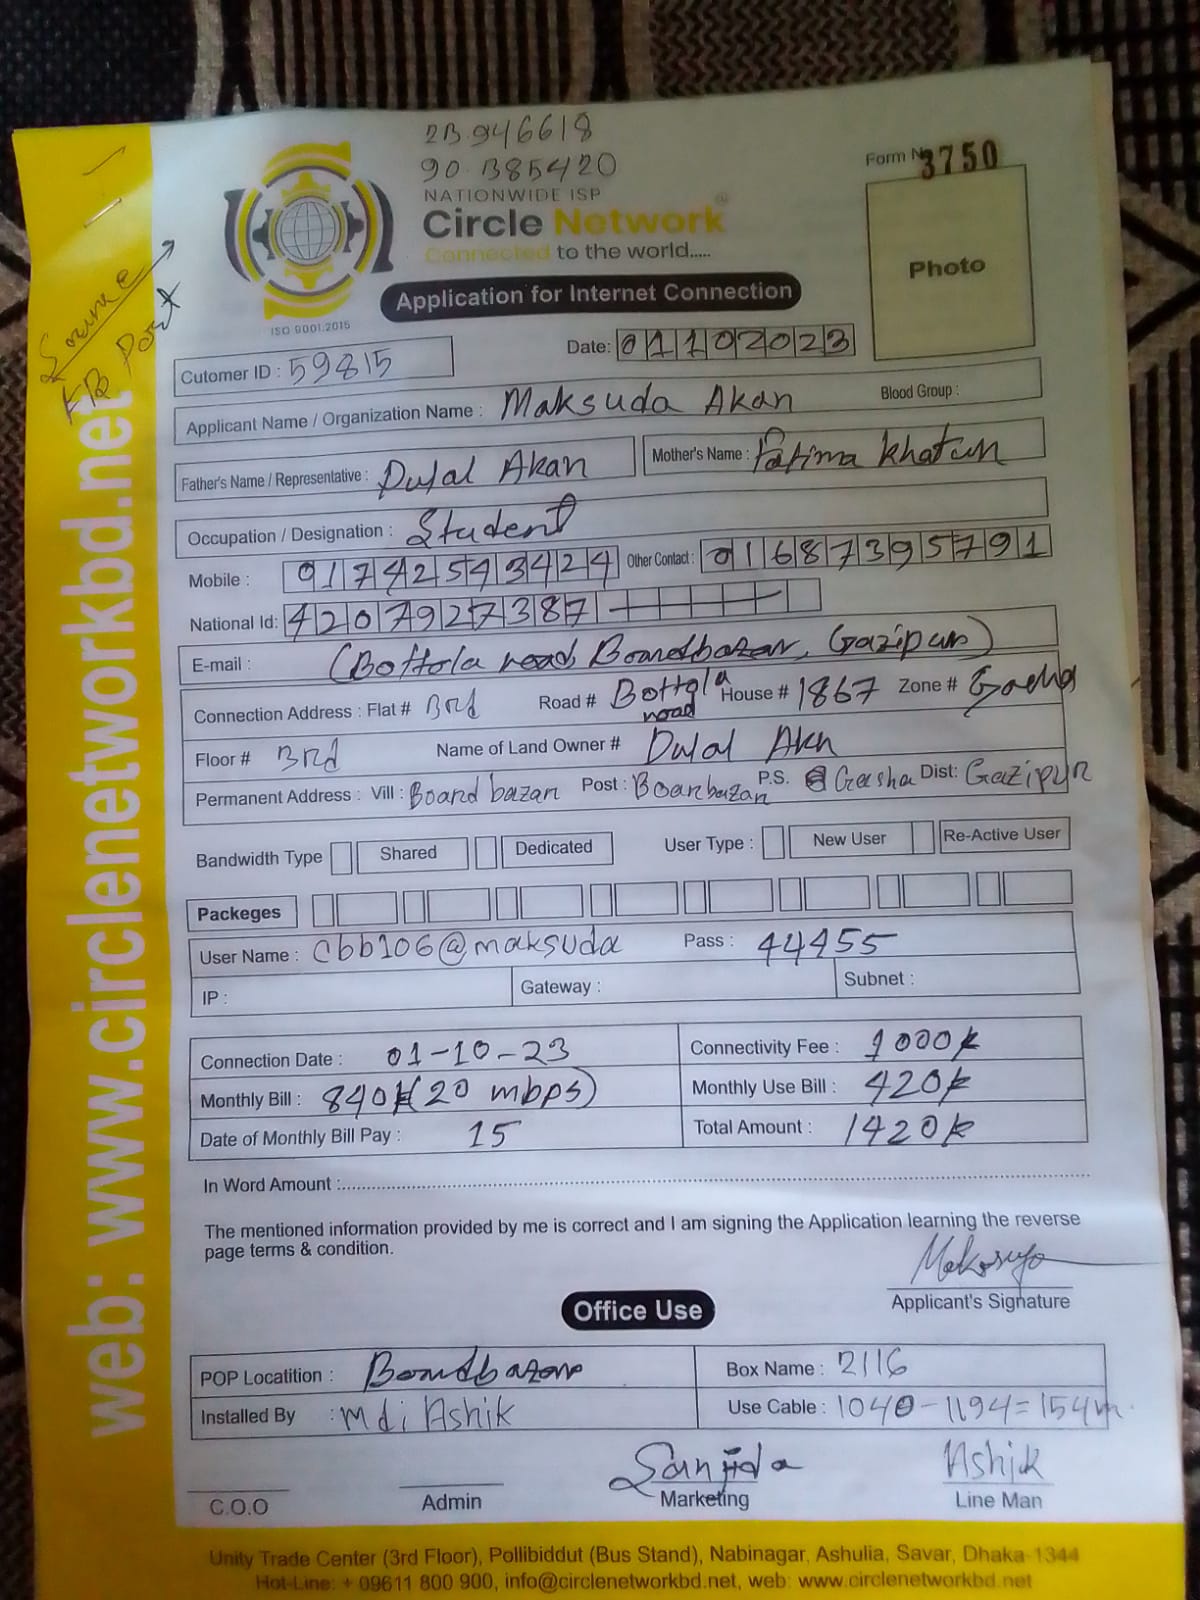 2B.946618
90.B85420
Form N 3750
NATIONWIDE ISP
Circle Network
Connected to the world.....
Photo
Application for Internet Connection
ISO 9001:2015
Source
FB Post
Date: 01102023
Cutomer ID : 59815
Applicant Name / Organization Name : Maksuda Akan Blood Group :
Father's Name / Representative : Dulal Akan Mother's Name : Fatima Khatun
Occupation / Designation : Student
Mobile : 01742543424 Other Contact : 01687395791
National Id: 4207927387
E-mail : (Bottola road Boardbazar, Gazipur)
Connection Address : Flat # 3rd Road # Bottola road House # 1867 Zone # Gacha
Floor # 3rd Name of Land Owner # Dulal Akn
Permanent Address : Vill : Board bazar Post : Boarbazar P.S. Gasha Dist: Gazipur
Bandwidth Type Shared Dedicated User Type : New User Re-Active User
Packeges
User Name : cbb106@maksuda Pass : 44455
IP : Gateway : Subnet :
Connection Date : 01-10-23 Connectivity Fee : 1000
Monthly Bill : 840 (20 mbps) Monthly Use Bill : 420
Date of Monthly Bill Pay : 15 Total Amount : 1420
In Word Amount :
The mentioned information provided by me is correct and I am signing the Application learning the reverse
page terms & condition.
Applicant's Signature
Office Use
POP Locatition : Boardbazar Box Name : 2116
Installed By : Md: Ashik Use Cable : 1040 - 1194 = 154m
Sanjida Ashik
C.O.O Admin Marketing Line Man
Unity Trade Center (3rd Floor), Pollibiddut (Bus Stand), Nabinagar, Ashulia, Savar, Dhaka-1344
Hot-Line: + 09611 800 900, info@circlenetworkbd.net, web: www.circlenetworkbd.net
web: www.circlenetworkbd.net